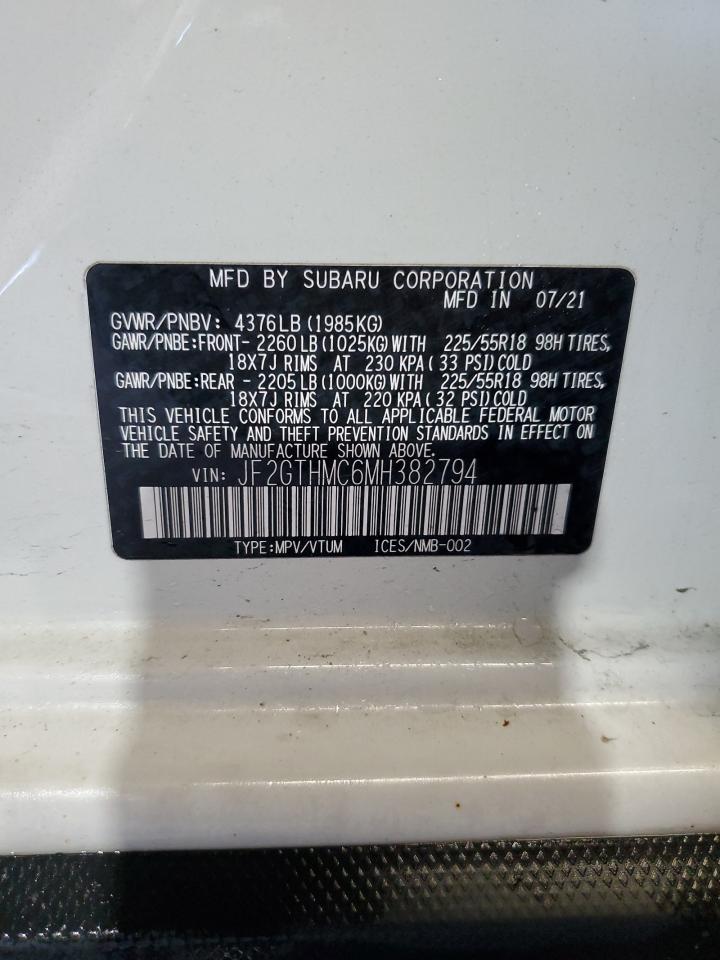 MFD BY SUBARU CORPORATION
MFD IN 07/21
GVWR/PNBV: 4376LB (1985KG)
GAWR/PNBE:FRONT- 2260 LB (1025KG) WITH 225/55R18 98H TIRES,
18X7J RIMS AT 230 KPA ( 33 PSI) COLD
GAWR/PNBE:REAR - 2205 LB (1000KG) WITH 225/55R18 98H TIRES,
18X7J RIMS AT 220 KPA ( 32 PSI) COLD
THIS VEHICLE CONFORMS TO ALL APPLICABLE FEDERAL MOTOR
VEHICLE SAFETY AND THEFT PREVENTION STANDARDS IN EFFECT ON
THE DATE OF MANUFACTURE SHOWN ABOVE.
VIN: JF2GTHMC6MH382794
TYPE:MPV/VTUM ICES/NMB-002